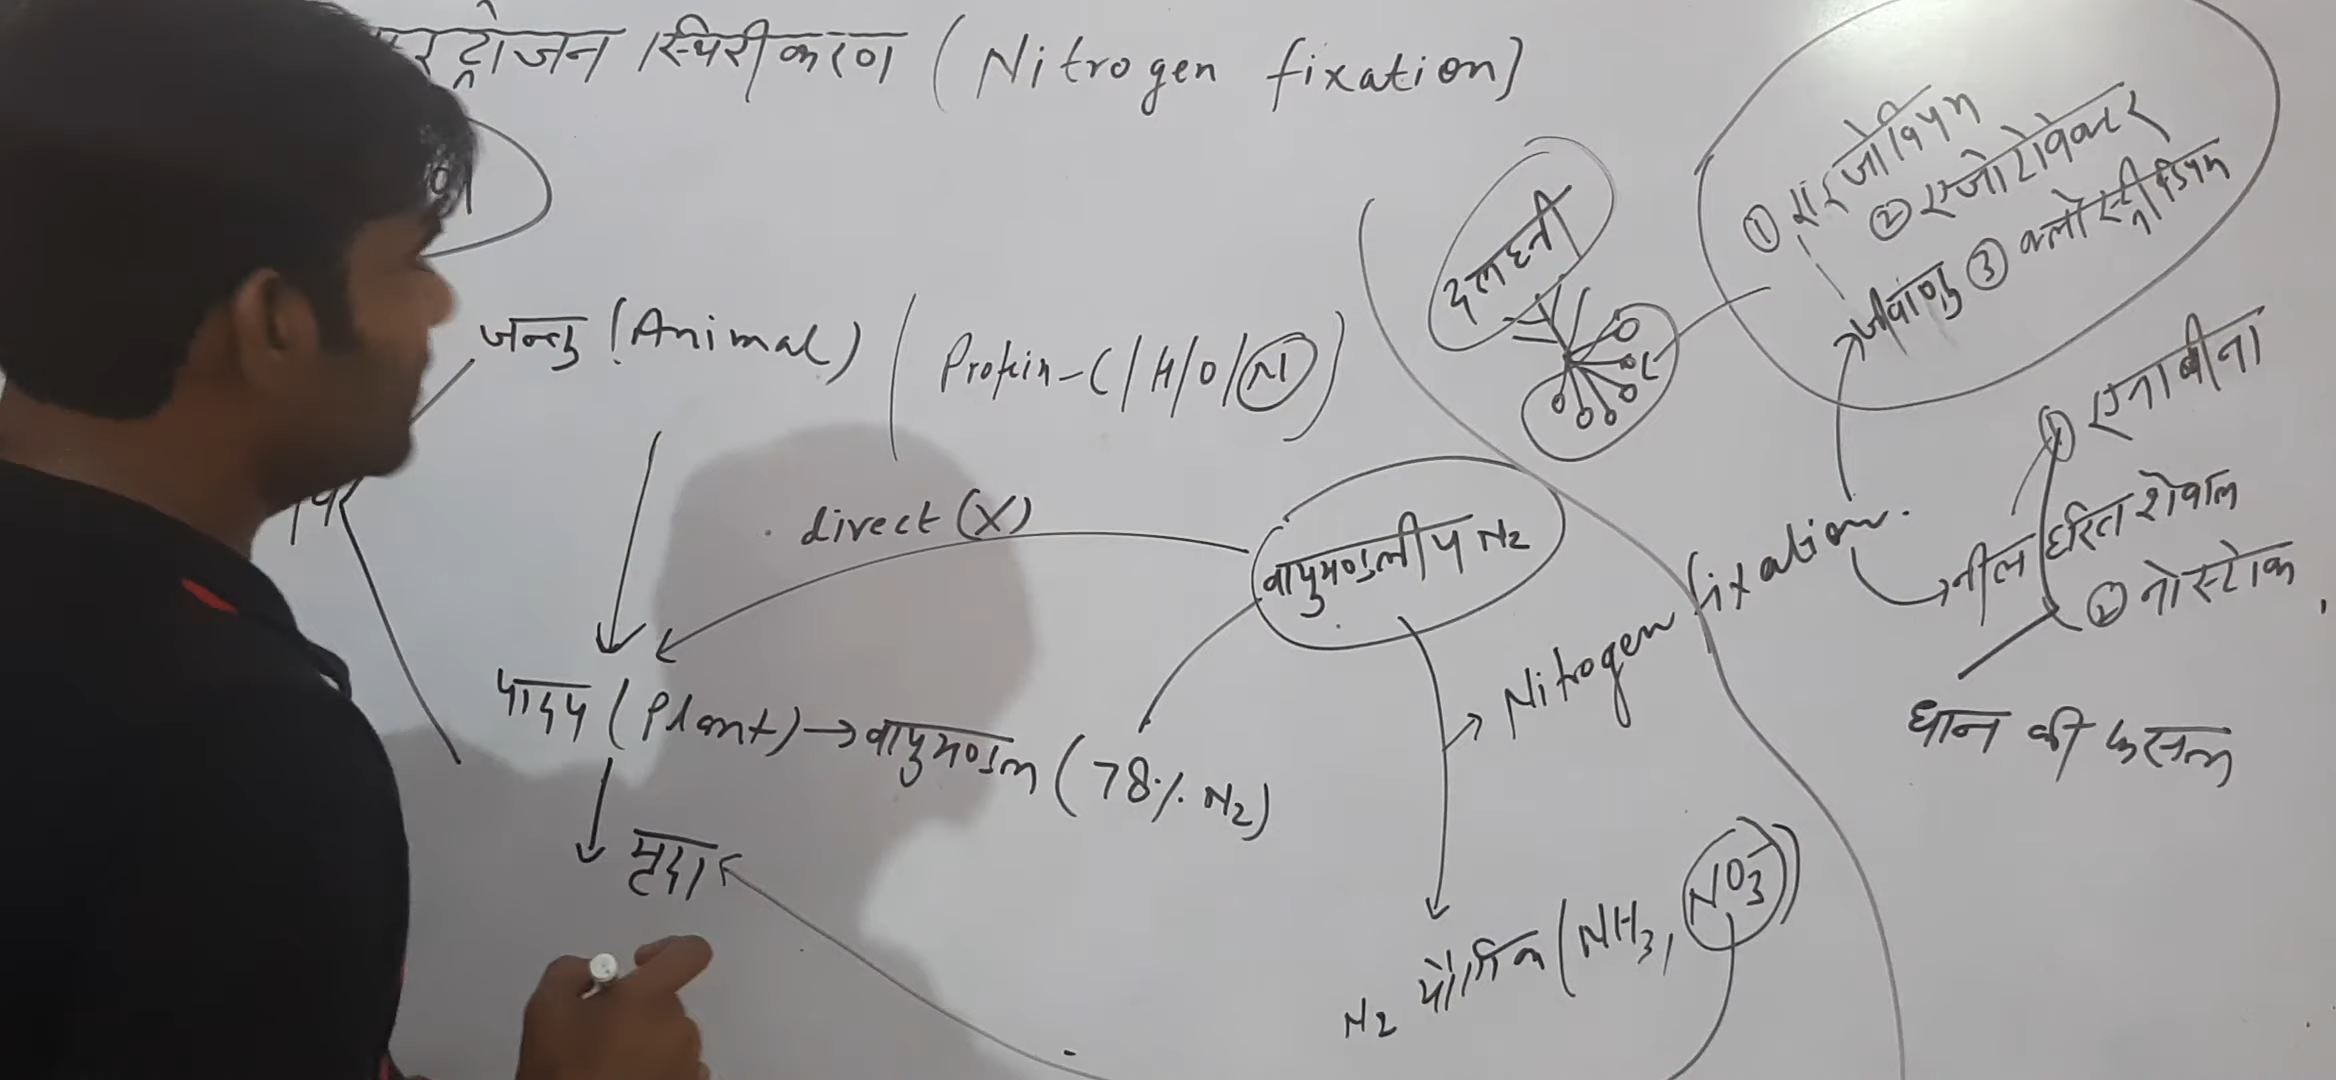 नाइट्रोजन स्थिरीकरण (Nitrogen fixation)
जन्तु (Animal)
(Protein - C/H/O/N)
direct (X)
वायुमण्डलीय N2
पादप (Plant) → वायुमण्डल (78% N2)
मृदा
Nitrogen fixation.
N2 यौगिक (NH3, NO3)
दलहनी
① राइजोबियम
② एजोटोबैक्टर
जीवाणु ③ क्लोस्ट्रीडियम
① एनाबीना
नील हरित शैवाल
② नोस्टोक
धान की फसल